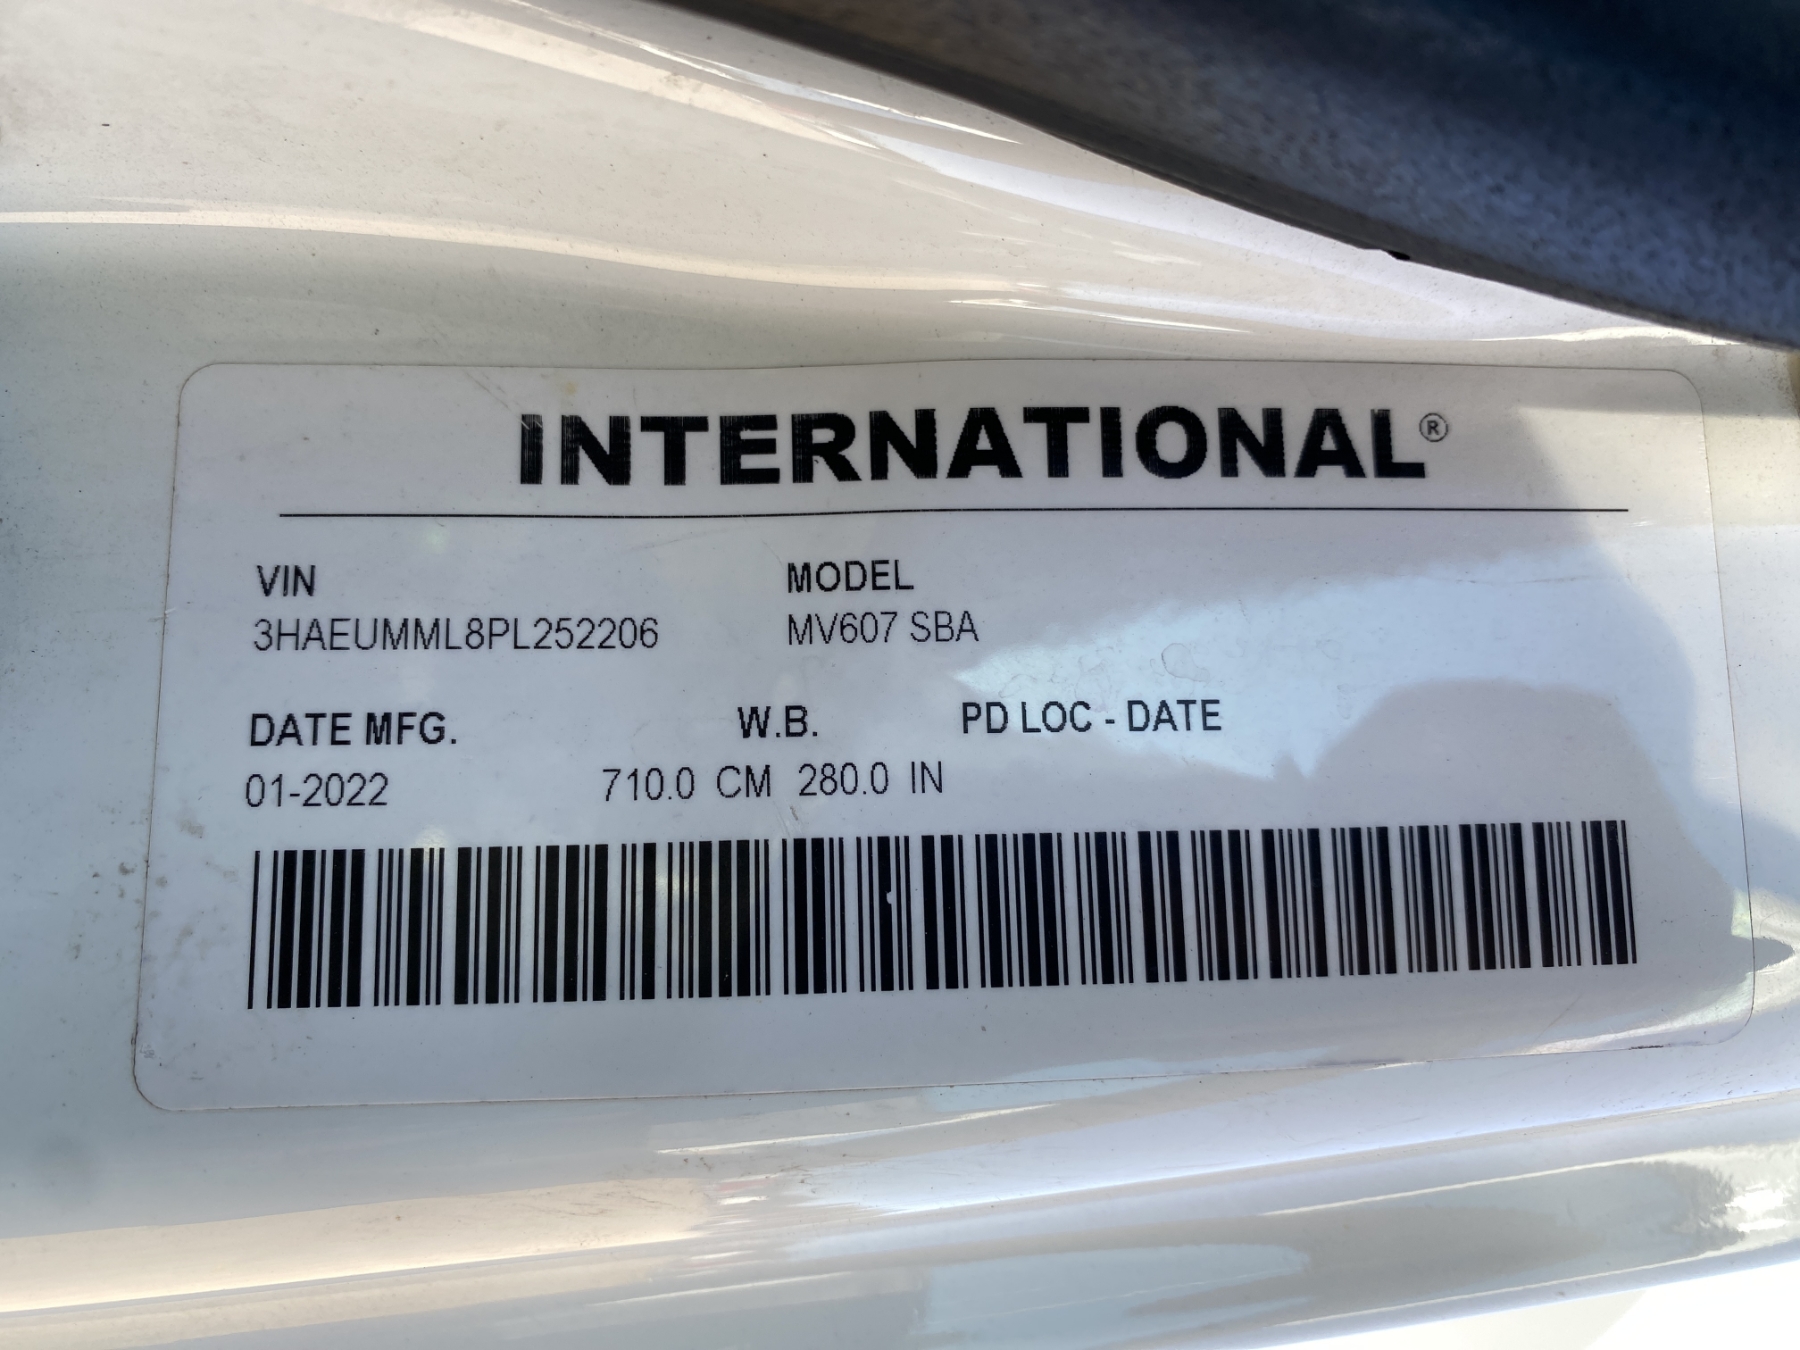 INTERNATIONAL®
VIN MODEL
3HAEUMML8PL252206 MV607 SBA
DATE MFG. W.B. PD LOC - DATE
01-2022 710.0 CM 280.0 IN